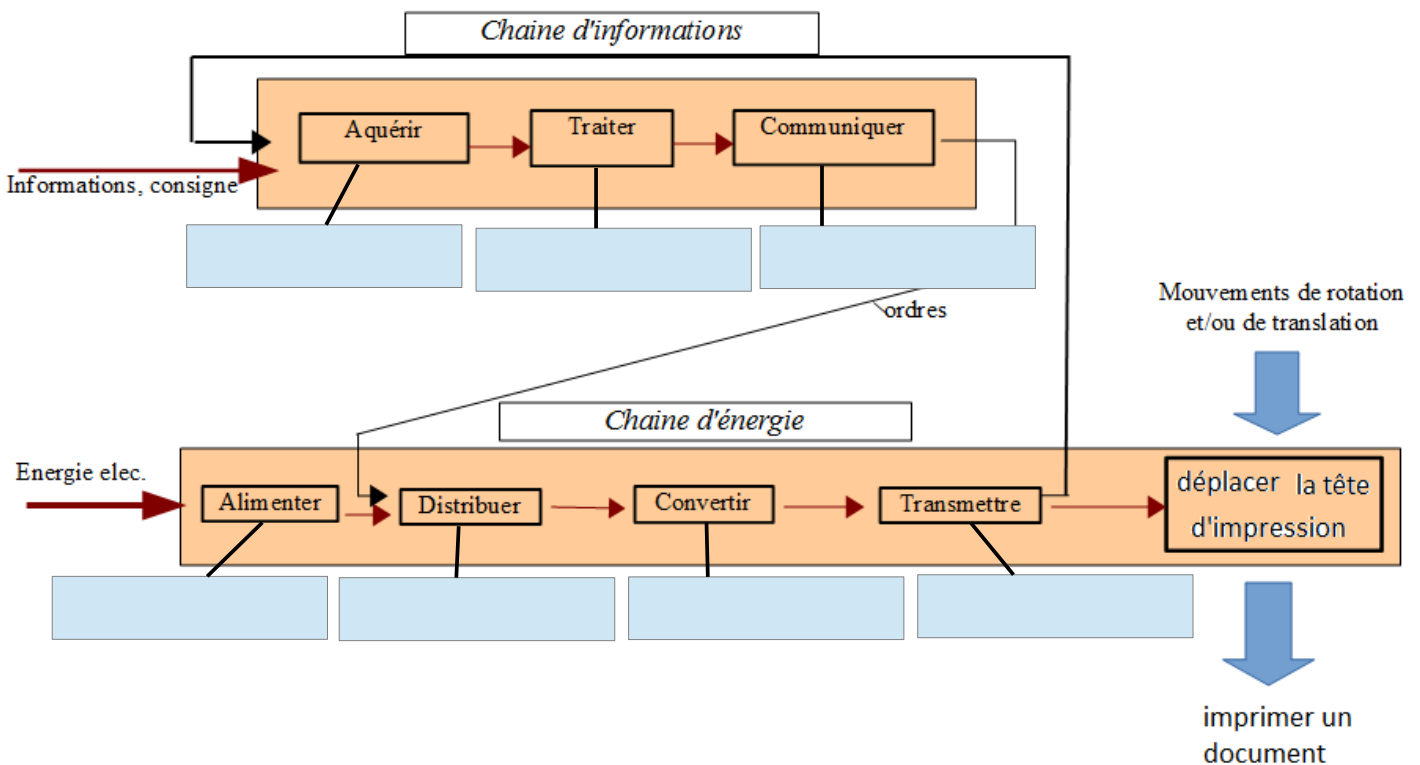 Chaine d'informations
Aquérir
Traiter
Communiquer
Informations, consigne
ordres
Mouvements de rotation
et/ou de translation
Chaine d'énergie
Energie elec.
Alimenter
Distribuer
Convertir
Transmettre
déplacer la tête
d'impression
imprimer un
document